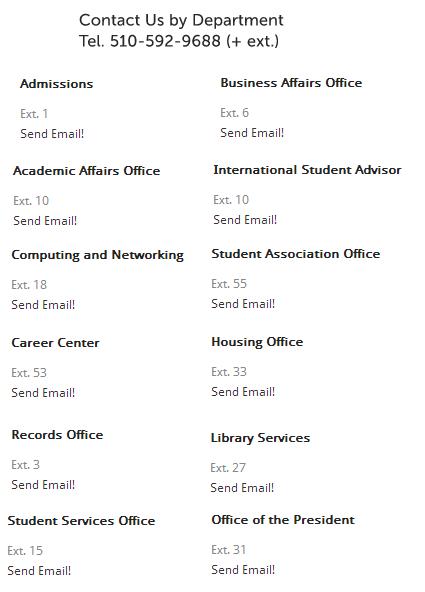 Contact Us by Department
Tel. 510-592-9688 (+ ext.)
Admissions
Ext. 1
Send Email!
Business Affairs Office
Ext. 6
Send Email!
Academic Affairs Office
Ext. 10
Send Email!
International Student Advisor
Ext. 10
Send Email!
Computing and Networking
Ext. 18
Send Email!
Student Association Office
Ext. 55
Send Email!
Career Center
Ext. 53
Send Email!
Housing Office
Ext. 33
Send Email!
Records Office
Ext. 3
Send Email!
Library Services
Ext. 27
Send Email!
Student Services Office
Ext. 15
Send Email!
Office of the President
Ext. 31
Send Email!